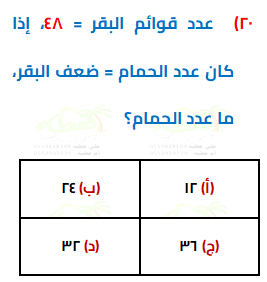 ٢٠) عدد قوائم البقر = ٤٨، إذا
كان عدد الحمام = ضعف البقر،
ما عدد الحمام؟
(أ) ١٢
(ب) ٢٤
(ج) ٣٦
(د) ٣٢